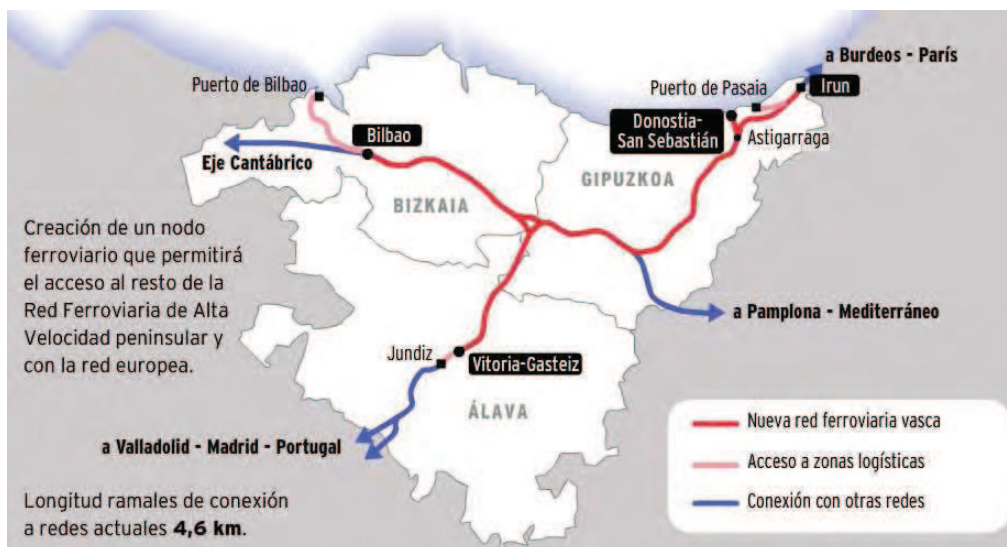 a Burdeos - París
Puerto de Bilbao
Puerto de Pasaia
Irun
Donostia-
San Sebastián
Astigarraga
Bilbao
Eje Cantábrico
GIPUZKOA
BIZKAIA
Creación de un nodo
ferroviario que permitirá
el acceso al resto de la
Red Ferroviaria de Alta
Velocidad peninsular y
con la red europea.
a Pamplona - Mediterráneo
Jundiz
Vitoria-Gasteiz
ÁLAVA
a Valladolid - Madrid - Portugal
Longitud ramales de conexión
a redes actuales 4,6 km.
Nueva red ferroviaria vasca
Acceso a zonas logísticas
Conexión con otras redes